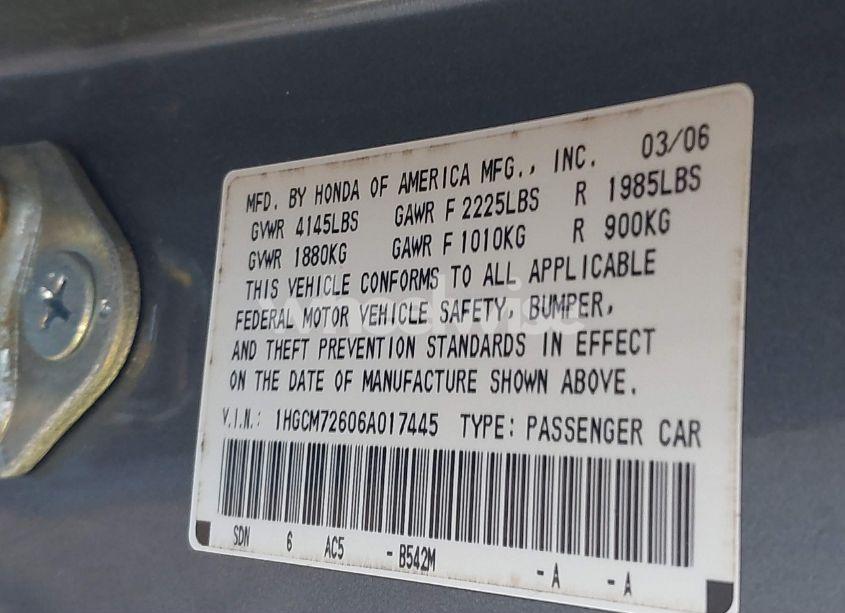 MFD. BY HONDA OF AMERICA MFG., INC. 03/06
GVWR 4145LBS GAWR F 2225LBS R 1985LBS
GVWR 1880KG GAWR F 1010KG R 900KG
THIS VEHICLE CONFORMS TO ALL APPLICABLE
FEDERAL MOTOR VEHICLE SAFETY, BUMPER,
AND THEFT PREVENTION STANDARDS IN EFFECT
ON THE DATE OF MANUFACTURE SHOWN ABOVE.
V.I.N.: 1HGCM72606A017445 TYPE: PASSENGER CAR
SDN 6 AC5 - B542M - A - A